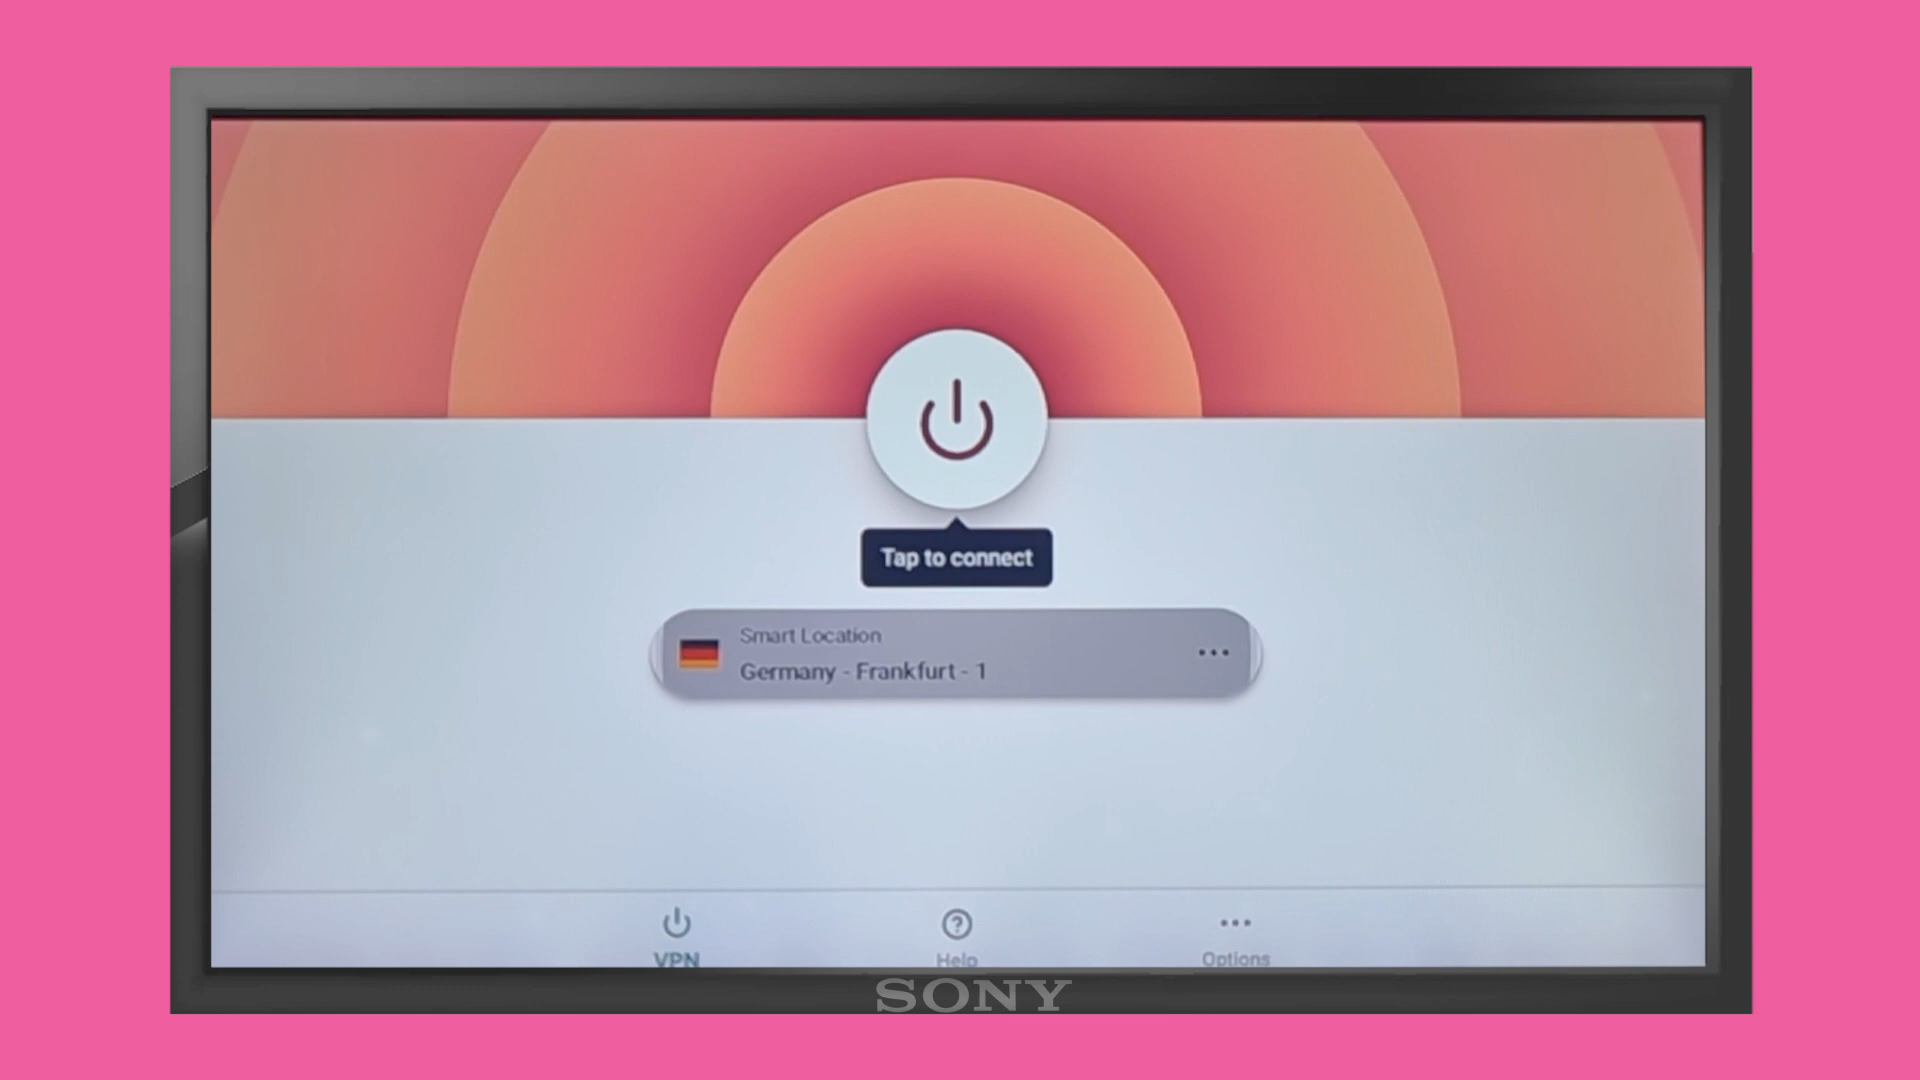 Tap to connect
Smart Location
Germany - Frankfurt - 1
VPN
Help
Options
SONY